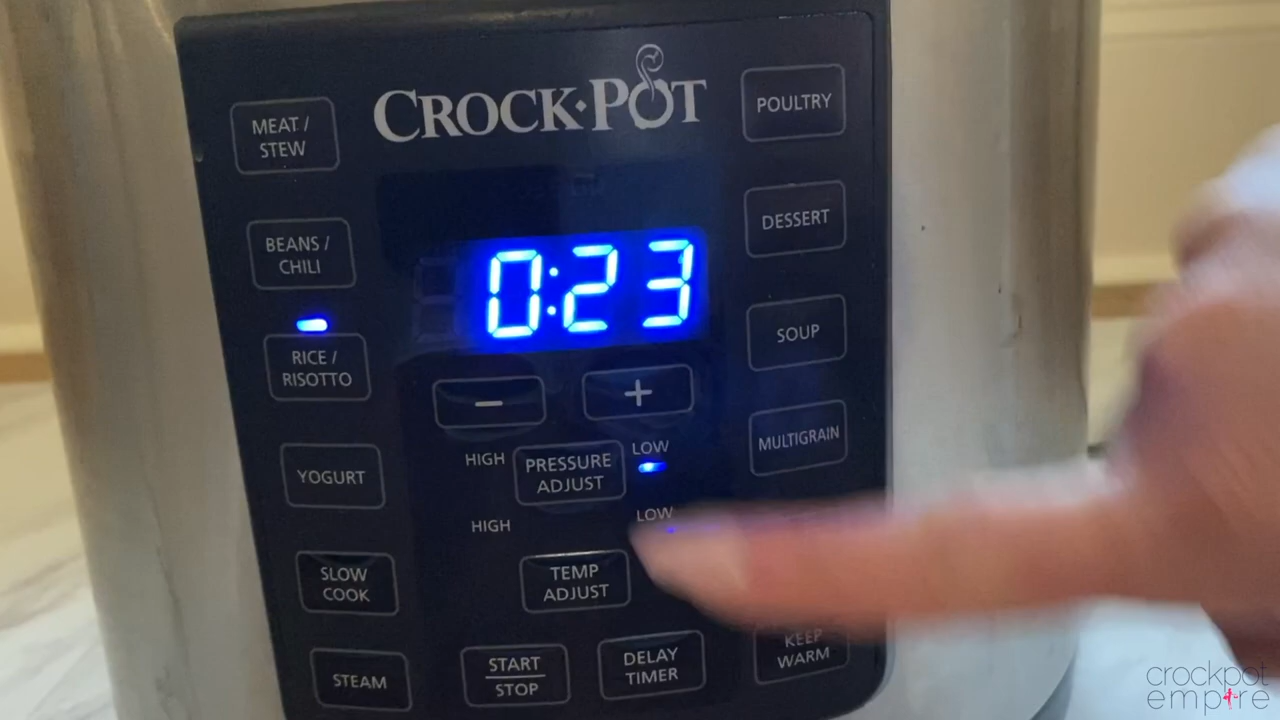 CROCK·POT
POULTRY
MEAT /
STEW
DESSERT
BEANS /
CHILI
0:23
SOUP
RICE /
RISOTTO
−
+
MULTIGRAIN
HIGH
PRESSURE
ADJUST
LOW
YOGURT
HIGH
LOW
SLOW
COOK
TEMP
ADJUST
KEEP
WARM
STEAM
START
STOP
DELAY
TIMER
crockpot
empire